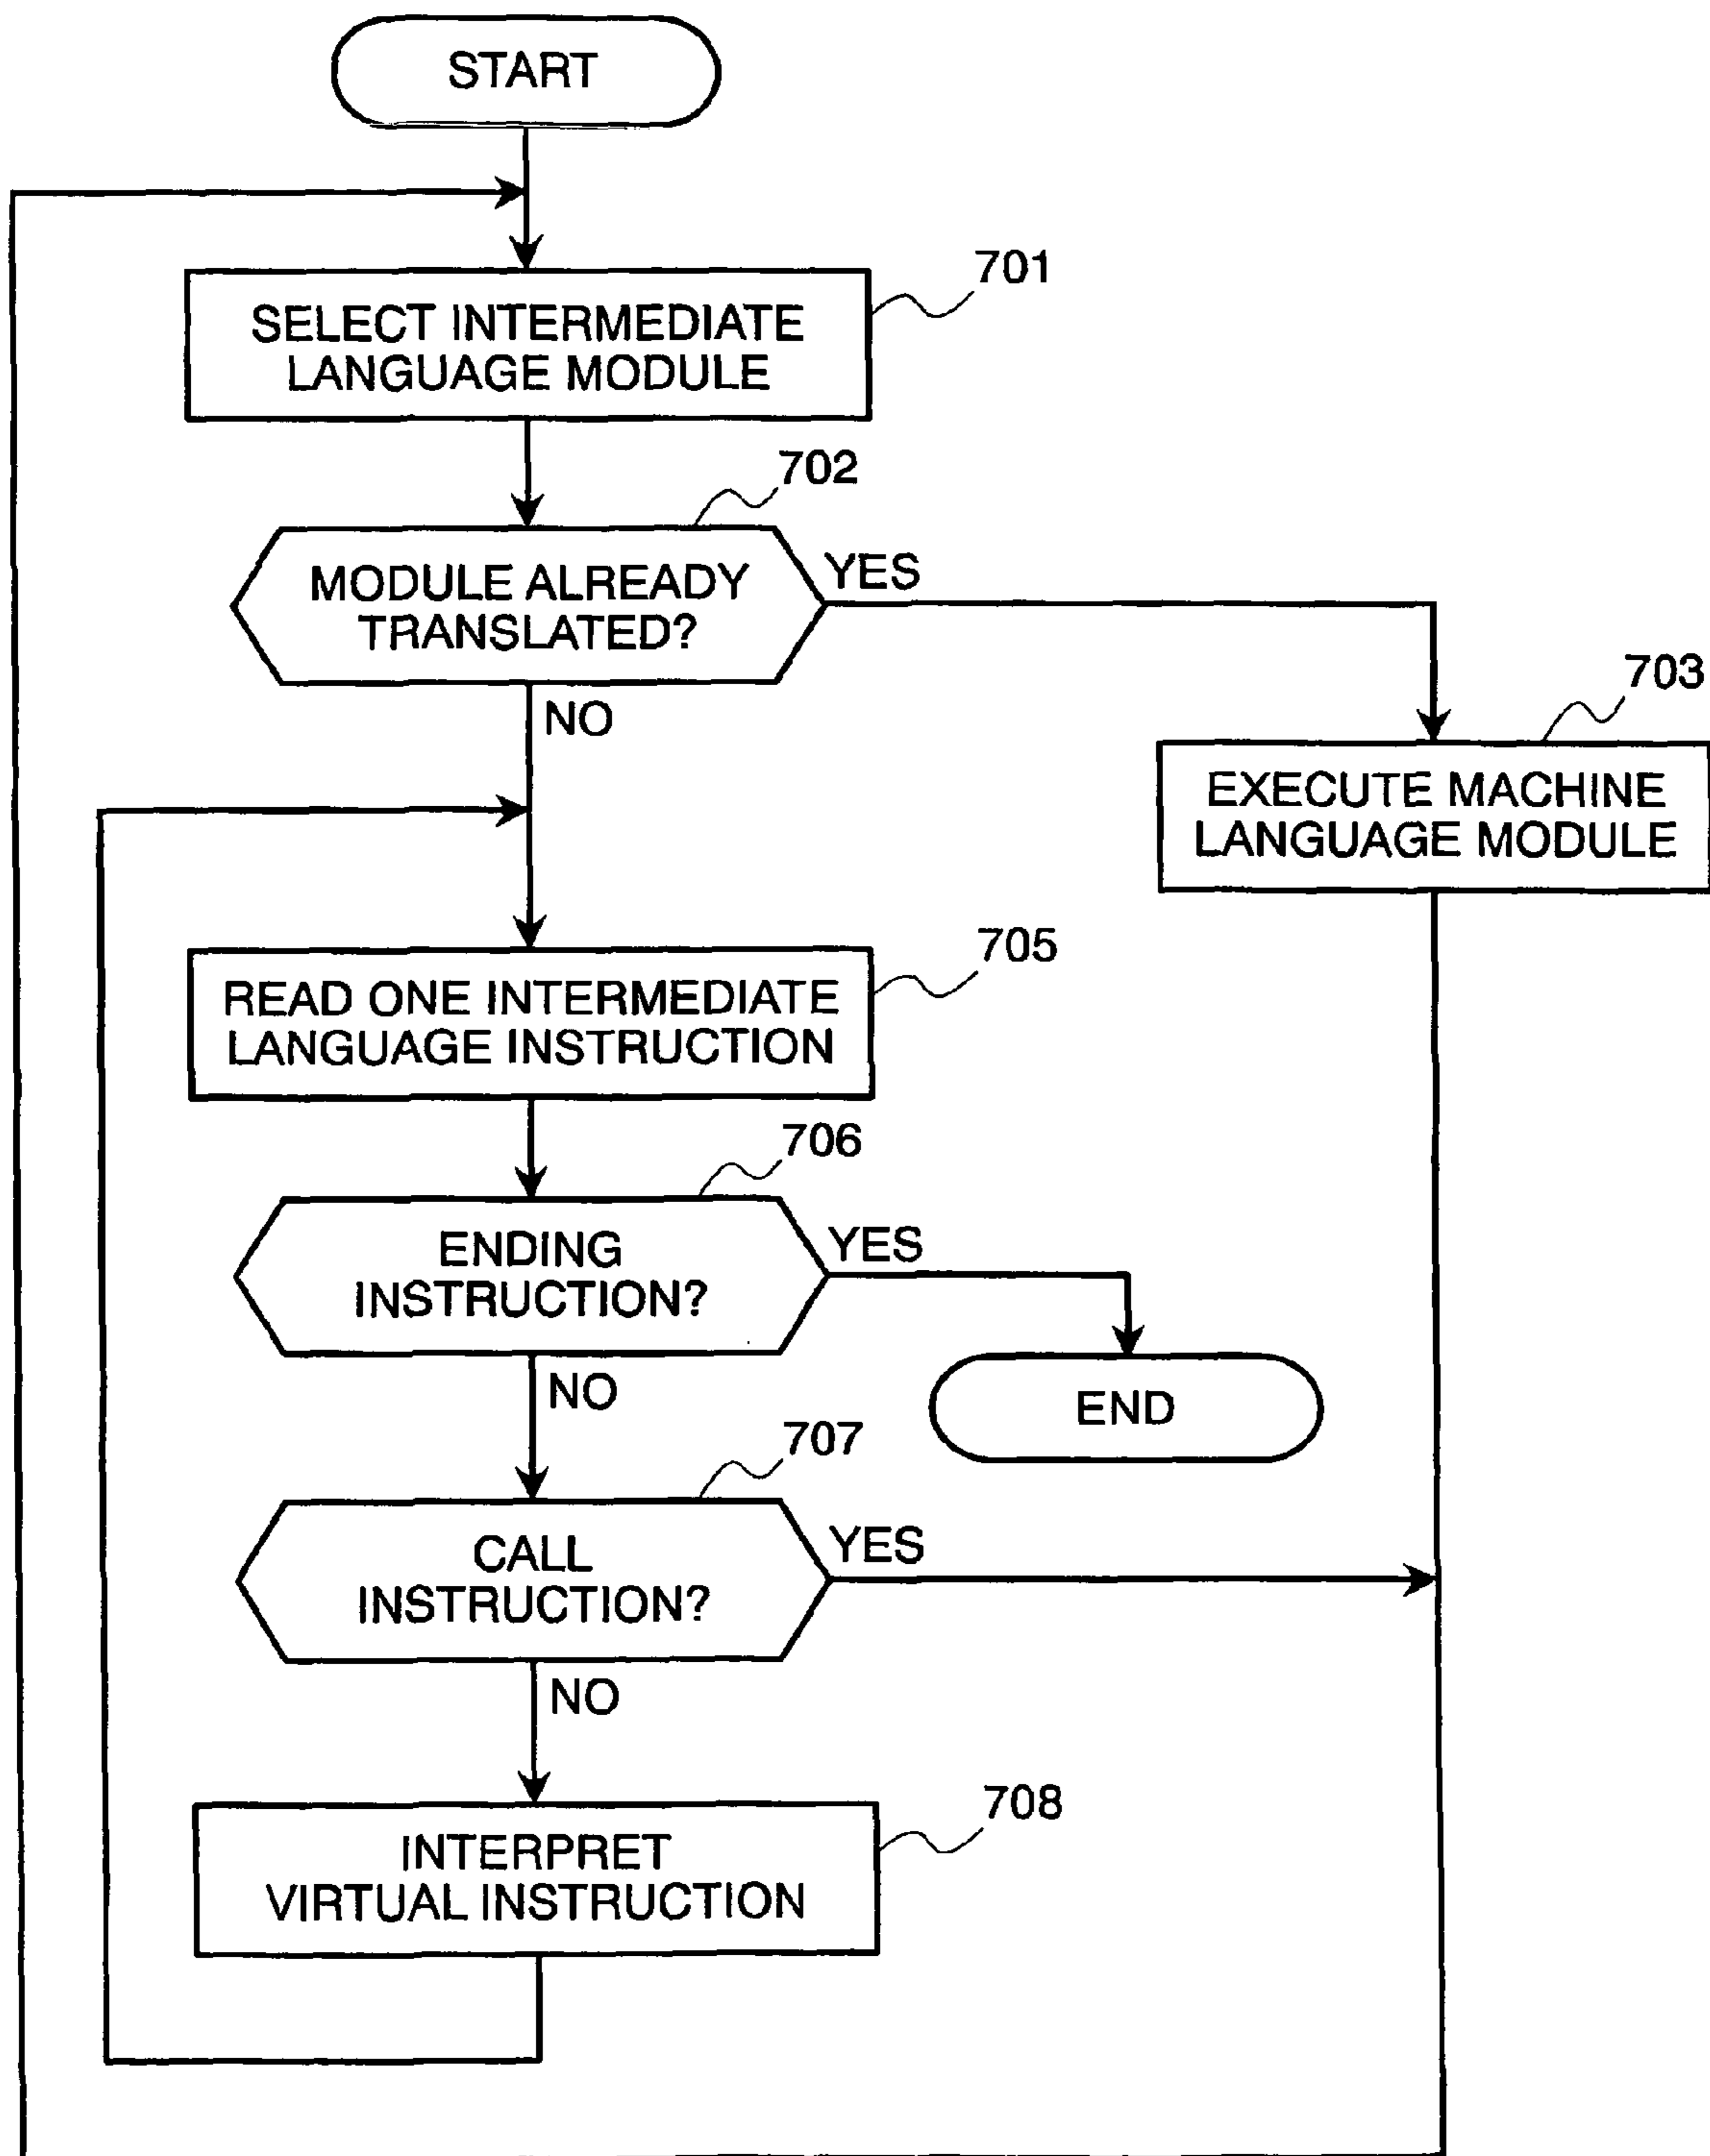 START
701
SELECT INTERMEDIATE
LANGUAGE MODULE
702
MODULE ALREADY
TRANSLATED?
YES
NO
703
EXECUTE MACHINE
LANGUAGE MODULE
705
READ ONE INTERMEDIATE
LANGUAGE INSTRUCTION
706
ENDING
INSTRUCTION?
YES
NO
END
707
CALL
INSTRUCTION?
YES
NO
708
INTERPRET
VIRTUAL INSTRUCTION